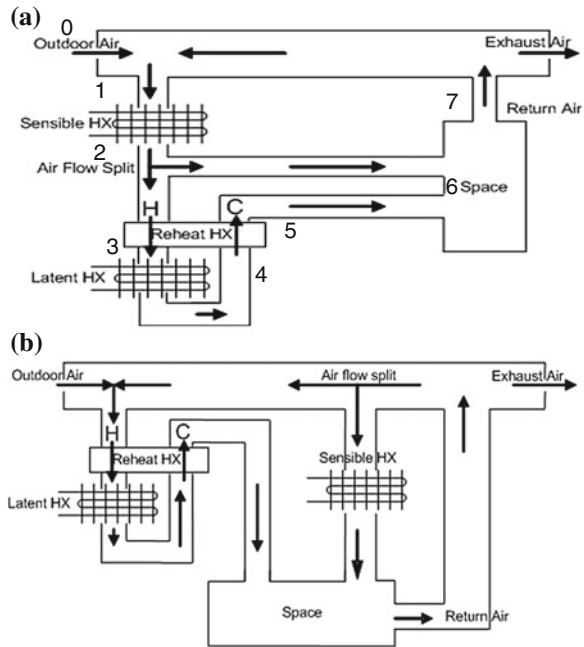 (a)
0
Outdoor Air
Exhaust Air
1
7
Return Air
Sensible HX
2
Air Flow Split
6
Space
H
C
3
Reheat HX
5
Latent HX
4
(b)
Outdoor Air
Air flow split
Exhaust Air
H
C
Reheat HX
Sensible HX
Latent HX
Space
Return Air